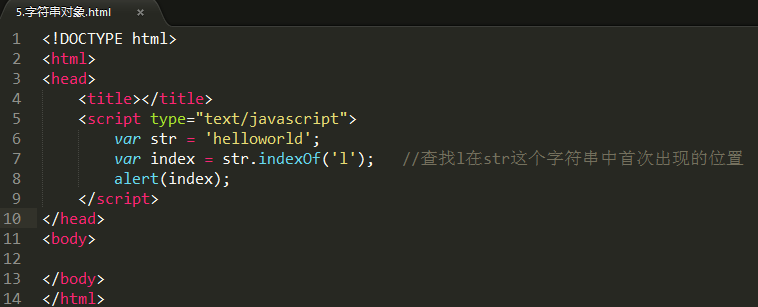 5.字符串对象.html ×
1 <!DOCTYPE html>
2 <html>
3 <head>
4     <title></title>
5     <script type="text/javascript">
6         var str = 'helloworld';
7         var index = str.indexOf('l');   //查找l在str这个字符串中首次出现的位置
8         alert(index);
9     </script>
10 </head>
11 <body>
12
13 </body>
14 </html>